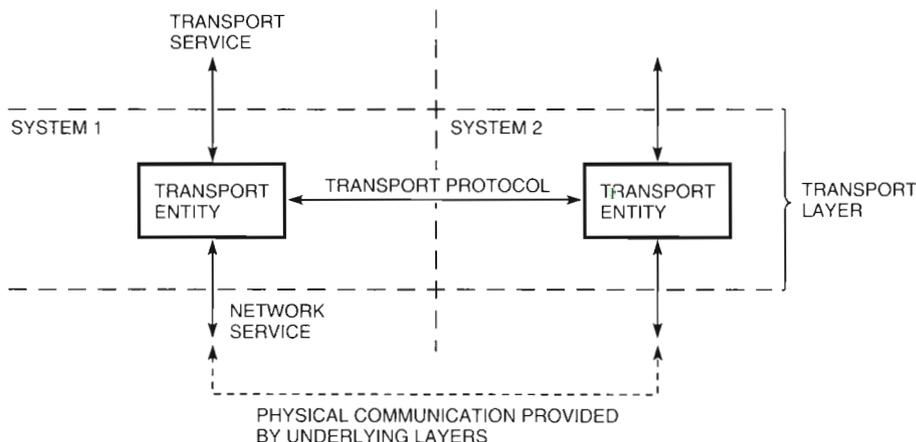 TRANSPORT
SERVICE
SYSTEM 1
SYSTEM 2
TRANSPORT
ENTITY
TRANSPORT PROTOCOL
TRANSPORT
ENTITY
TRANSPORT
LAYER
NETWORK
SERVICE
PHYSICAL COMMUNICATION PROVIDED
BY UNDERLYING LAYERS